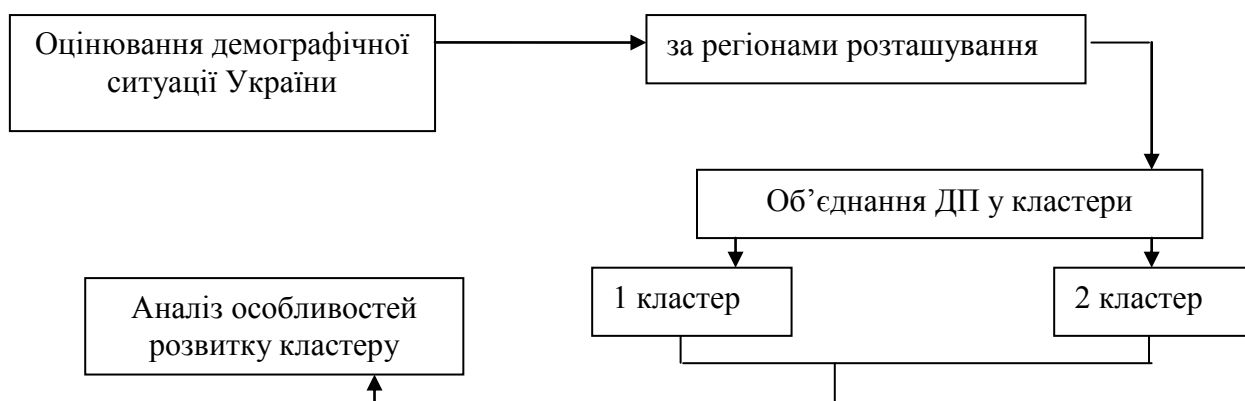 Оцінювання демографічної
ситуації України
за регіонами розташування
Об’єднання ДП у кластери
1 кластер
2 кластер
Аналіз особливостей
розвитку кластеру